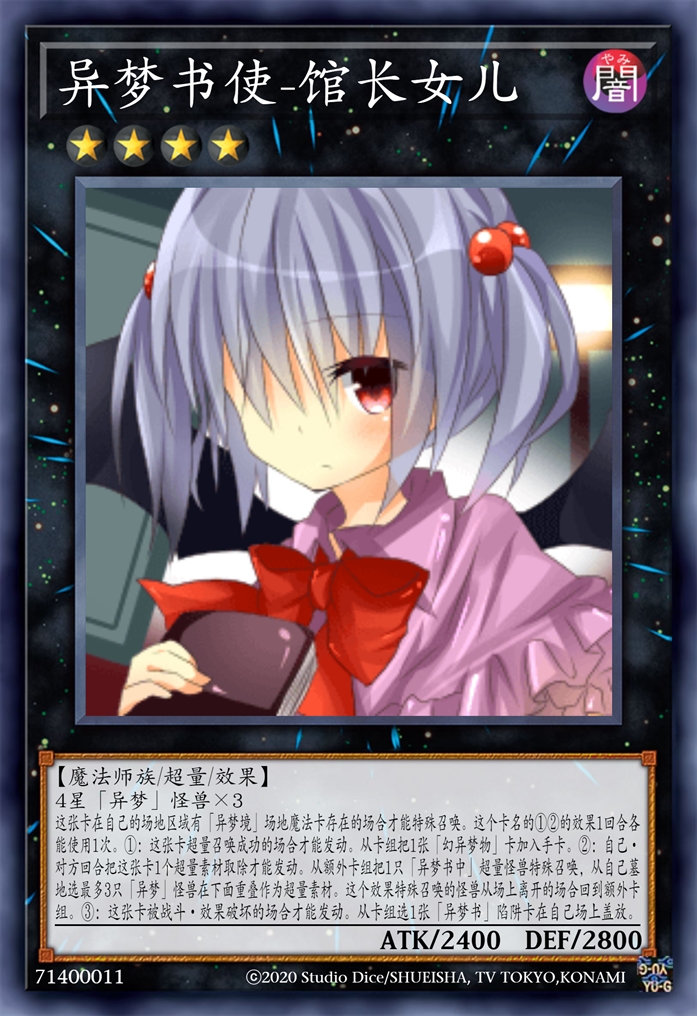 异梦书使-馆长女儿
やみ
闇
【魔法师族/超量/效果】
4星「异梦」怪兽×3
这张卡在自己的场地区域有「异梦境」场地魔法卡存在的场合才能特殊召唤。这个卡名的①②的效果1回合各
能使用1次。①：这张卡超量召唤成功的场合才能发动。从卡组把1张「幻异梦物」卡加入手卡。②：自己·
对方回合把这张卡1个超量素材取除才能发动。从额外卡组把1只「异梦书中」超量怪兽特殊召唤，从自己墓
地选最多3只「异梦」怪兽在下面重叠作为超量素材。这个效果特殊召唤的怪兽从场上离开的场合回到额外卡
组。③：这张卡被战斗·效果破坏的场合才能发动。从卡组选1张「异梦书」陷阱卡在自己场上盖放。
ATK/2400 DEF/2800
71400011 ©2020 Studio Dice/SHUEISHA, TV TOKYO,KONAMI